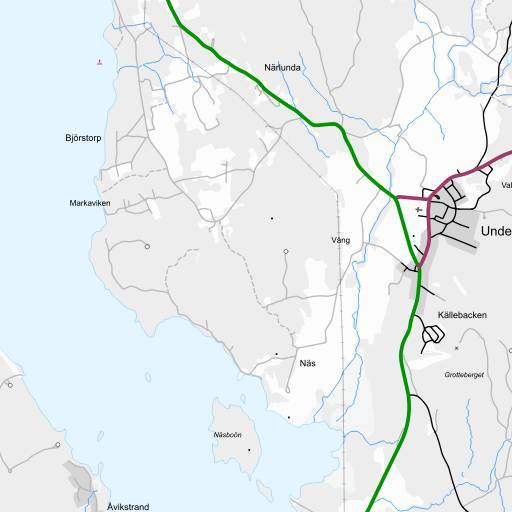 Närlunda
Björstorp
Val
Markaviken
Unde
Vång
Källebacken
Näs
Grotteberget
Näsboön
Åvikstrand